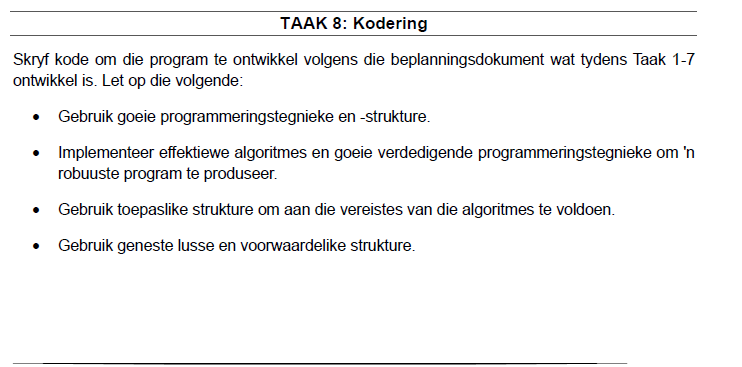 TAAK 8: Kodering
Skryf kode om die program te ontwikkel volgens die beplanningsdokument wat tydens Taak 1-7
ontwikkel is. Let op die volgende:
• Gebruik goeie programmeringstegnieke en -strukture.
• Implementeer effektiewe algoritmes en goeie verdedigende programmeringstegnieke om 'n
robuuste program te produseer.
• Gebruik toepaslike strukture om aan die vereistes van die algoritmes te voldoen.
• Gebruik geneste lusse en voorwaardelike strukture.